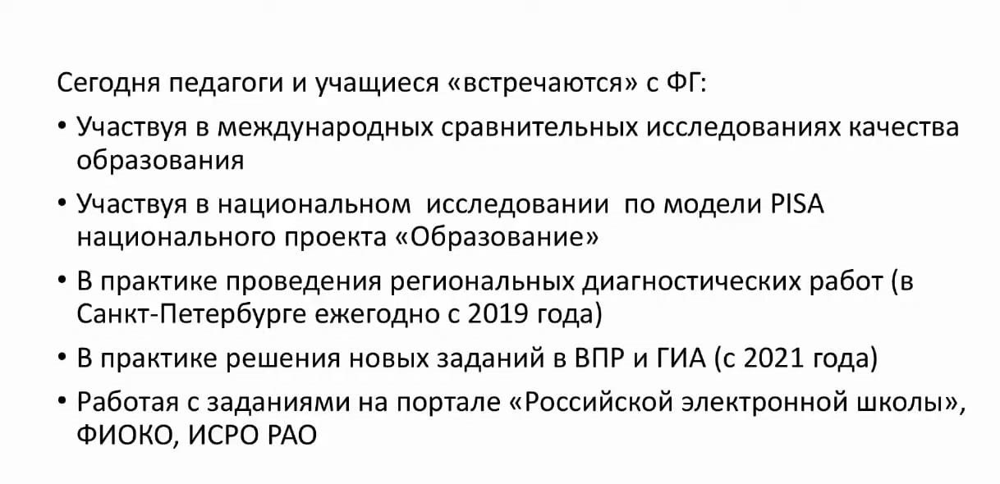 Сегодня педагоги и учащиеся «встречаются» с ФГ:
• Участвуя в международных сравнительных исследованиях качества
образования
• Участвуя в национальном исследовании по модели PISA
национального проекта «Образование»
• В практике проведения региональных диагностических работ (в
Санкт-Петербурге ежегодно с 2019 года)
• В практике решения новых заданий в ВПР и ГИА (с 2021 года)
• Работая с заданиями на портале «Российской электронной школы»,
ФИОКО, ИСРО РАО